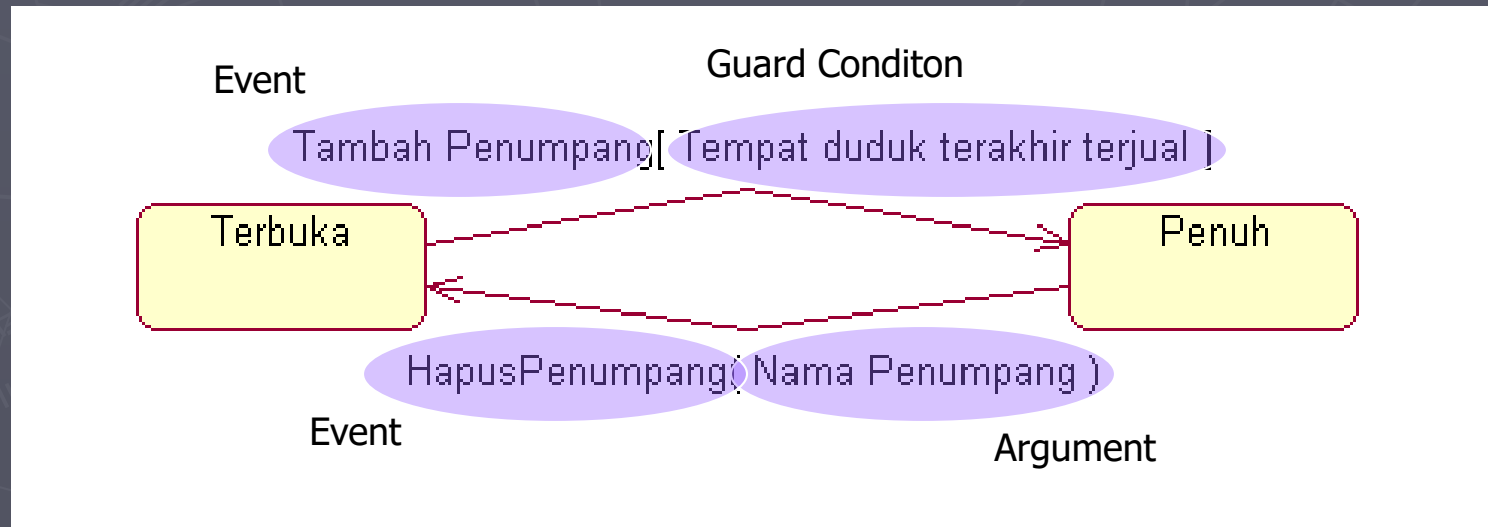 Event
Guard Conditon
Tambah Penumpang[ Tempat duduk terakhir terjual ]
Terbuka
Penuh
HapusPenumpang( Nama Penumpang )
Event
Argument